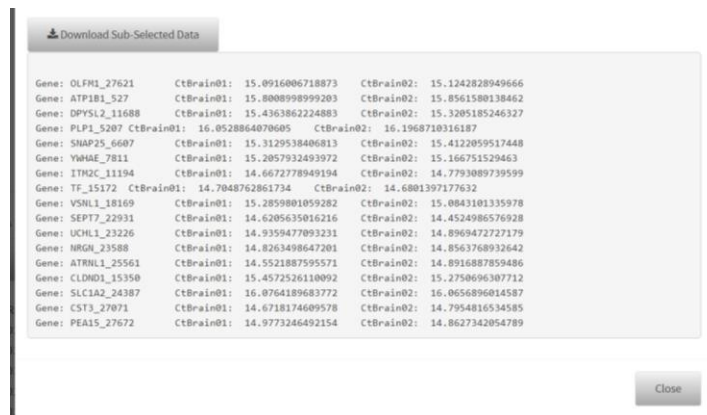 Download Sub-Selected Data
Gene: OLFM1_27621 CtBrain01: 15.0916006718873 CtBrain02: 15.1242828949666
Gene: ATP1B1_527 CtBrain01: 15.8008998999203 CtBrain02: 15.8561580138462
Gene: DPYSL2_11688 CtBrain01: 15.4363862224883 CtBrain02: 15.3205185246327
Gene: PLP1_5207 CtBrain01: 16.0528864070605 CtBrain02: 16.1968710316187
Gene: SNAP25_6607 CtBrain01: 15.3129538406813 CtBrain02: 15.4122059517448
Gene: YWHAE_7811 CtBrain01: 15.2057932493972 CtBrain02: 15.166751529463
Gene: ITM2C_11194 CtBrain01: 14.6672778949194 CtBrain02: 14.7793089739599
Gene: TF_15172 CtBrain01: 14.7048762861734 CtBrain02: 14.6801397177632
Gene: VSNL1_18169 CtBrain01: 15.2859801059282 CtBrain02: 15.0843101335978
Gene: SEPT7_22931 CtBrain01: 14.6205635016216 CtBrain02: 14.4524986576928
Gene: UCHL1_23226 CtBrain01: 14.9359477093231 CtBrain02: 14.8969472727179
Gene: NRGN_23588 CtBrain01: 14.8263498647201 CtBrain02: 14.8563768932642
Gene: ATRNL1_25561 CtBrain01: 14.5521887595571 CtBrain02: 14.8916887859486
Gene: CLDND1_15350 CtBrain01: 15.4572526110092 CtBrain02: 15.2750696307712
Gene: SLC1A2_24387 CtBrain01: 16.0764189683772 CtBrain02: 16.0656896014587
Gene: CST3_27071 CtBrain01: 14.6718174609578 CtBrain02: 14.7954816534585
Gene: PEA15_27672 CtBrain01: 14.9773246492154 CtBrain02: 14.8627342054789
Close